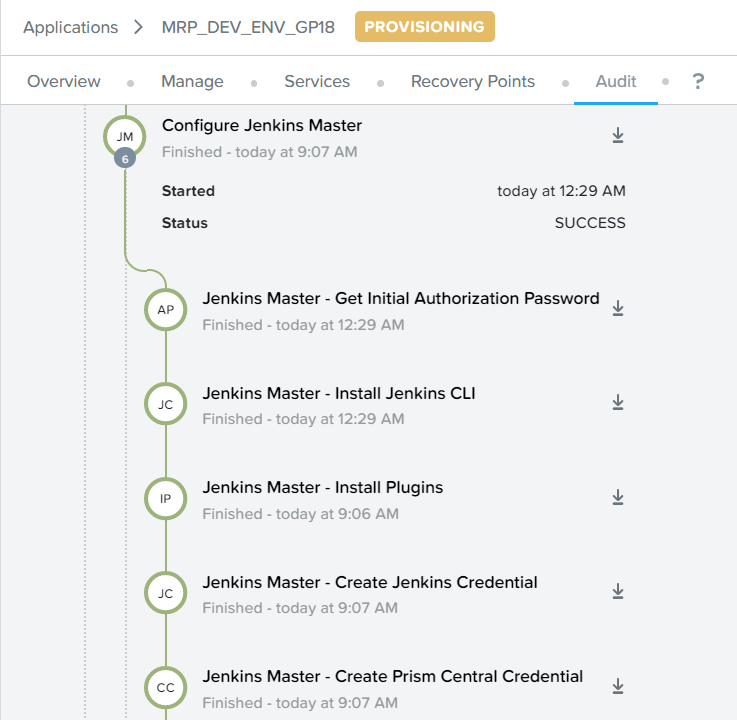 Applications > MRP_DEV_ENV_GP18 PROVISIONING
Overview Manage Services Recovery Points Audit ?
JM
6
Configure Jenkins Master
Finished - today at 9:07 AM
Started today at 12:29 AM
Status SUCCESS
AP
Jenkins Master - Get Initial Authorization Password
Finished - today at 12:29 AM
JC
Jenkins Master - Install Jenkins CLI
Finished - today at 12:29 AM
IP
Jenkins Master - Install Plugins
Finished - today at 9:06 AM
JC
Jenkins Master - Create Jenkins Credential
Finished - today at 9:07 AM
CC
Jenkins Master - Create Prism Central Credential
Finished - today at 9:07 AM